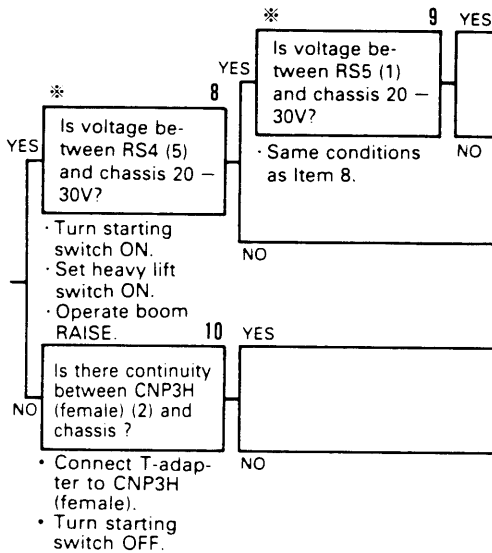 ※ 9 YES
Is voltage be-
tween RS5 (1)
and chassis 20 –
30V?
YES
NO
· Same conditions
as Item 8.
※ 8
YES
Is voltage be-
tween RS4 (5)
and chassis 20 –
30V?
· Turn starting
switch ON.
· Set heavy lift
switch ON.
· Operate boom
RAISE.
NO
10 YES
Is there continuity
between CNP3H
(female) (2) and
chassis ?
NO
NO
• Connect T-adap-
ter to CNP3H
(female).
• Turn starting
switch OFF.